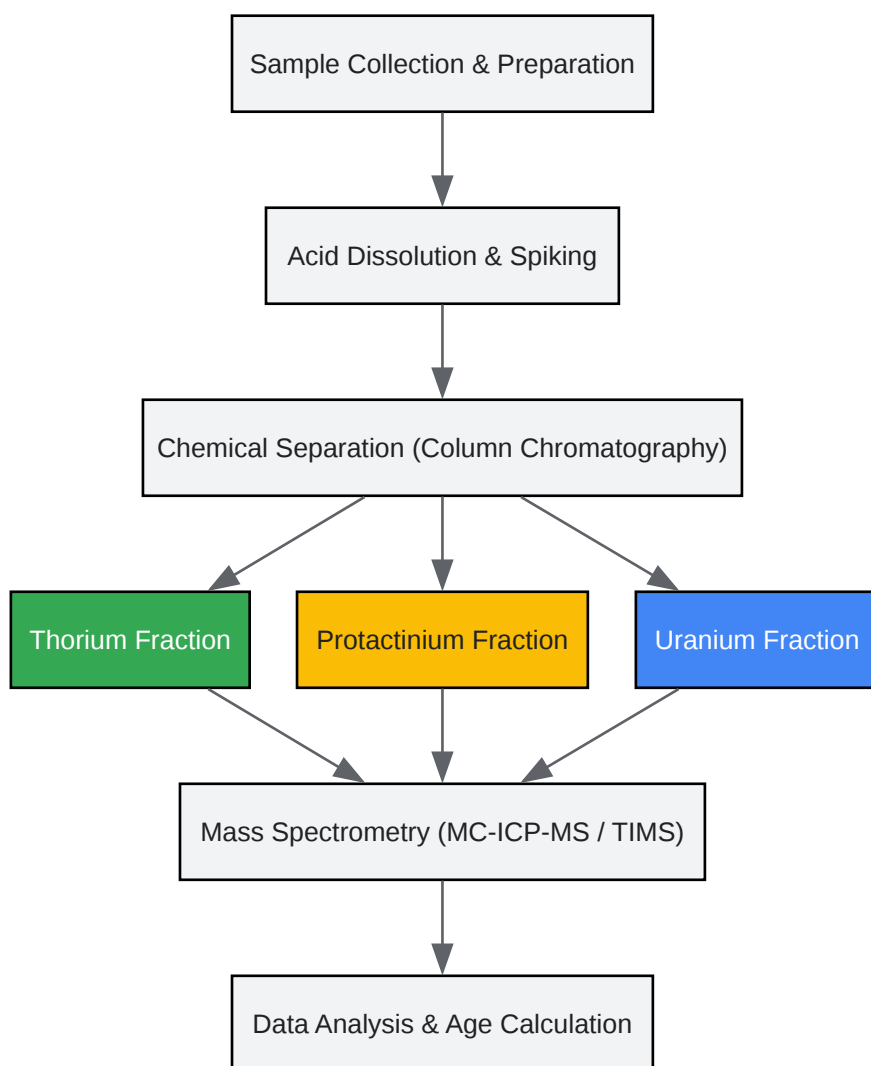 Sample Collection & Preparation
Acid Dissolution & Spiking
Chemical Separation (Column Chromatography)
Thorium Fraction
Protactinium Fraction
Uranium Fraction
Mass Spectrometry (MC-ICP-MS / TIMS)
Data Analysis & Age Calculation